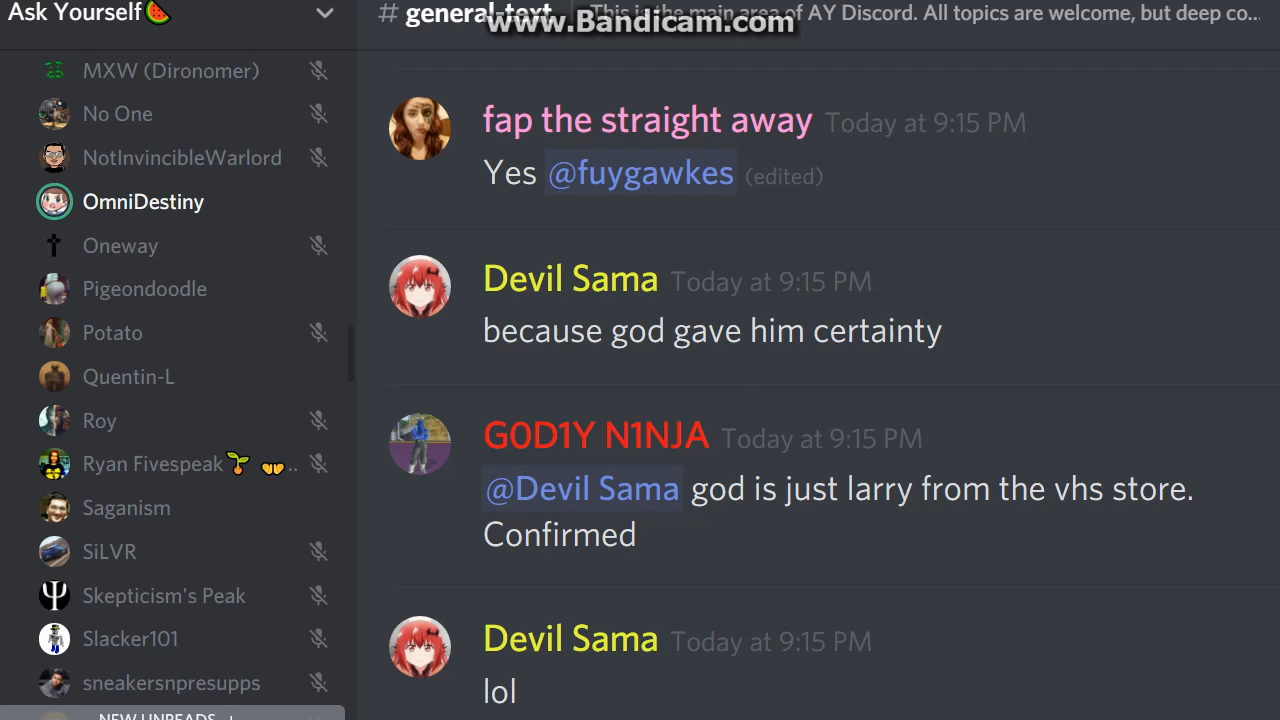 Ask Yourself🍉
# general-text
This is the main area of AY Discord. All topics are welcome, but deep co...
www.Bandicam.com
MXW (Dironomer)
No One
NotInvincibleWarlord
OmniDestiny
Oneway
Pigeondoodle
Potato
Quentin-L
Roy
Ryan Fivespeak🌱 ..
Saganism
SiLVR
Skepticism's Peak
Slacker101
sneakersnpresupps
NEW UNREADS
fap the straight away Today at 9:15 PM
Yes @fuygawkes (edited)
Devil Sama Today at 9:15 PM
because god gave him certainty
G0D1Y N1NJA Today at 9:15 PM
@Devil Sama god is just larry from the vhs store.
Confirmed
Devil Sama Today at 9:15 PM
lol